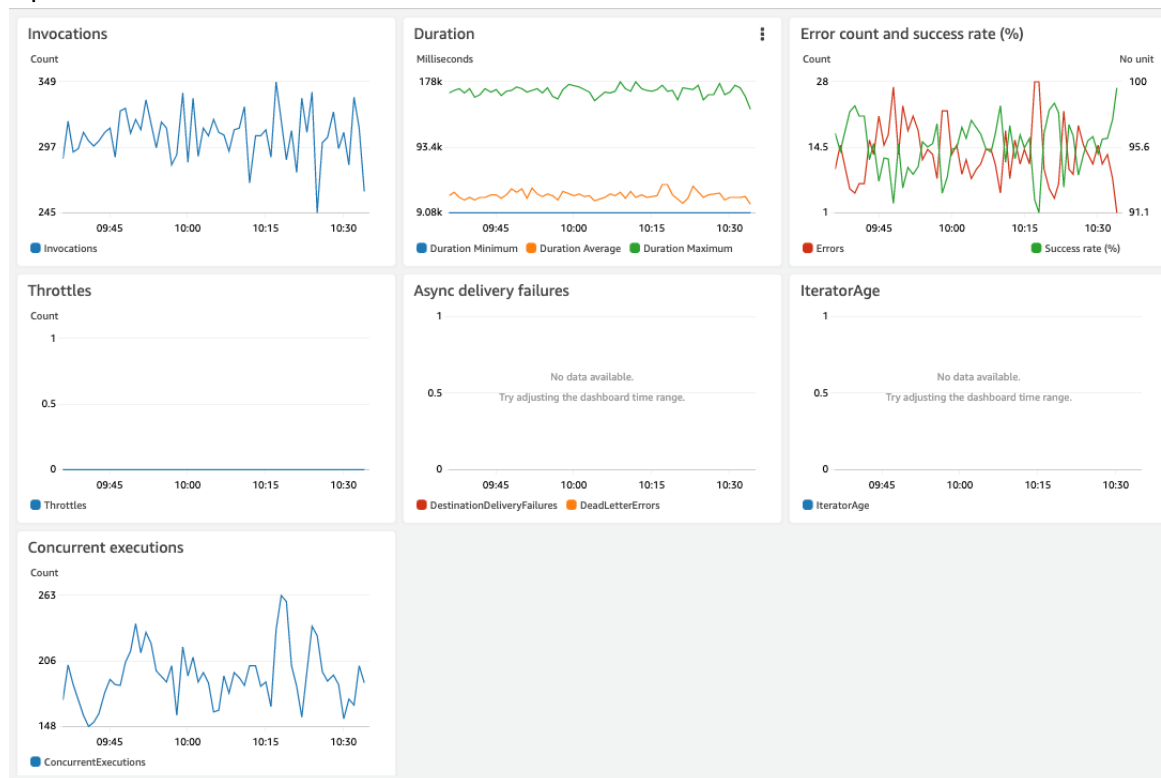 Invocations
Count
349
297
245
09:45 10:00 10:15 10:30
Invocations
Duration
Milliseconds
178k
93.4k
9.08k
09:45 10:00 10:15 10:30
Duration Minimum Duration Average Duration Maximum
Error count and success rate (%)
Count No unit
28 100
14.5 95.6
1 91.1
09:45 10:00 10:15 10:30
Errors Success rate (%)
Throttles
Count
1
0.5
0
09:45 10:00 10:15 10:30
Throttles
Async delivery failures
1
No data available.
0.5
Try adjusting the dashboard time range.
0
09:45 10:00 10:15 10:30
DestinationDeliveryFailures DeadLetterErrors
IteratorAge
1
No data available.
0.5
Try adjusting the dashboard time range.
0
09:45 10:00 10:15 10:30
IteratorAge
Concurrent executions
Count
263
206
148
09:45 10:00 10:15 10:30
ConcurrentExecutions